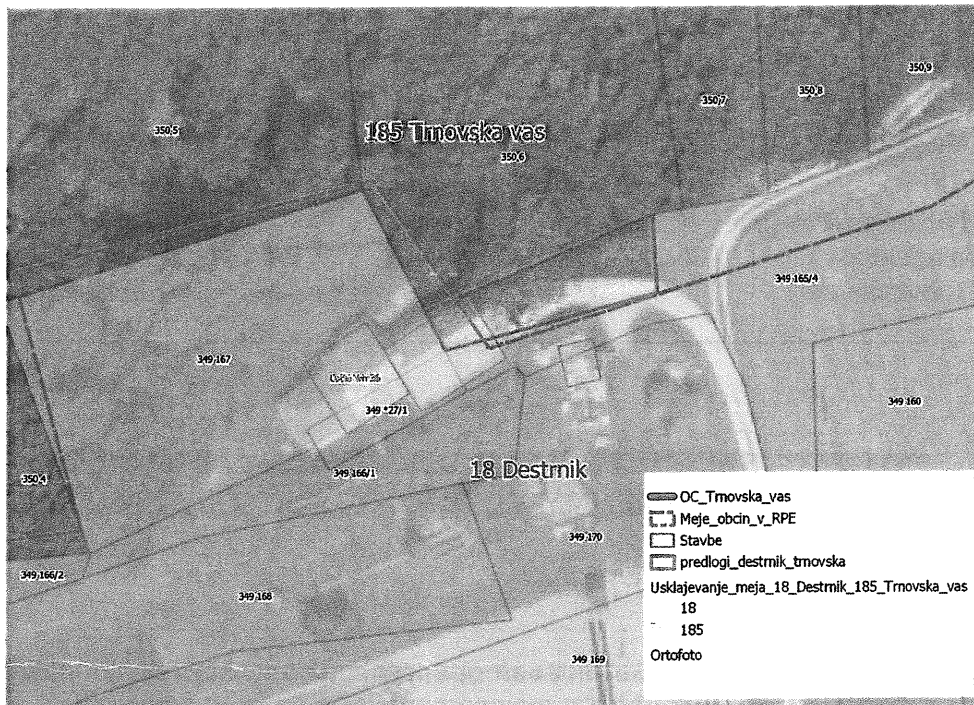 350,9
350,8
350,7
350,5
185 Trnovska vas
350,6
349 165/4
349 167
349 160
349 *27/1
349 166/1
18 Destrnik
350,4
349 166/2
349 170
349 168
349 169
OC_Trnovska_vas
Meje_obcin_v_RPE
Stavbe
predlogi_destrnik_trnovska
Usklajevanje_meja_18_Destrnik_185_Trnovska_vas
18
185
Ortofoto